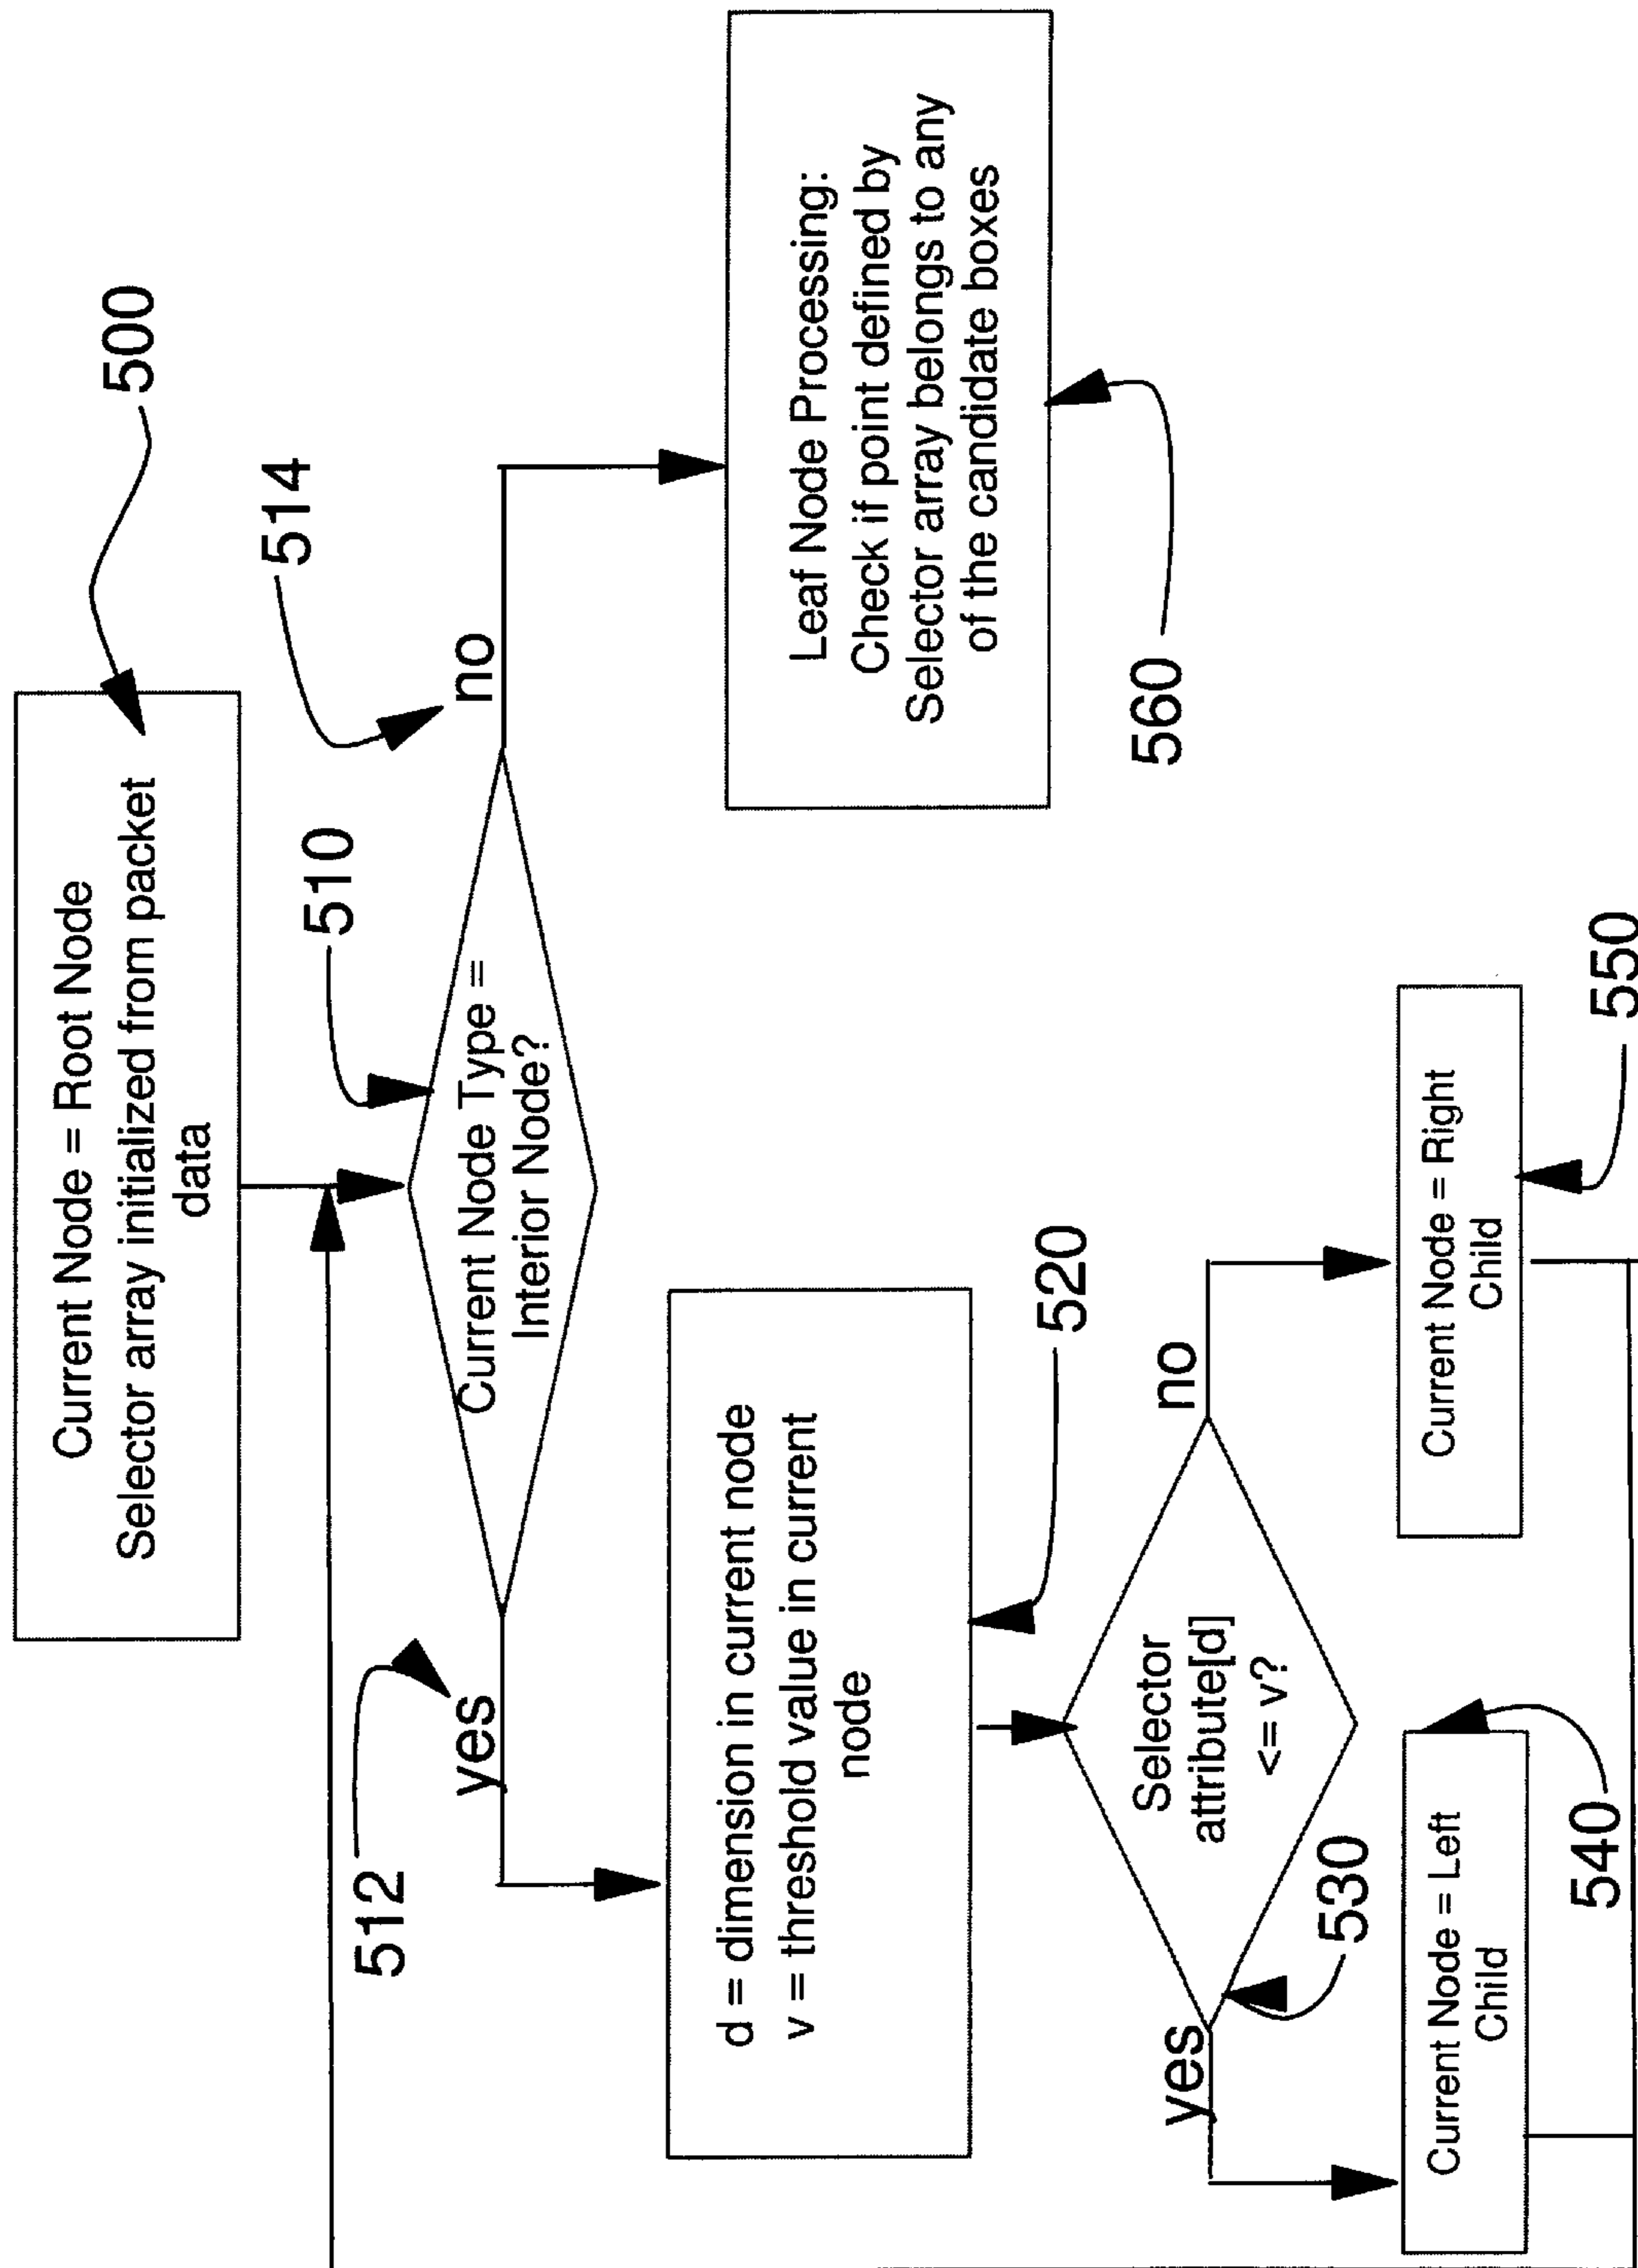 Current Node = Root Node
Selector array initialized from packet
data
500
510
514
Current Node Type =
Interior Node?
512
yes
no
d = dimension in current node
v = threshold value in current
node
520
Leaf Node Processing:
Check if point defined by
Selector array belongs to any
of the candidate boxes
560
Selector
attribute[d]
<= v?
yes
no
530
Current Node = Left
Child
540
Current Node = Right
Child
550